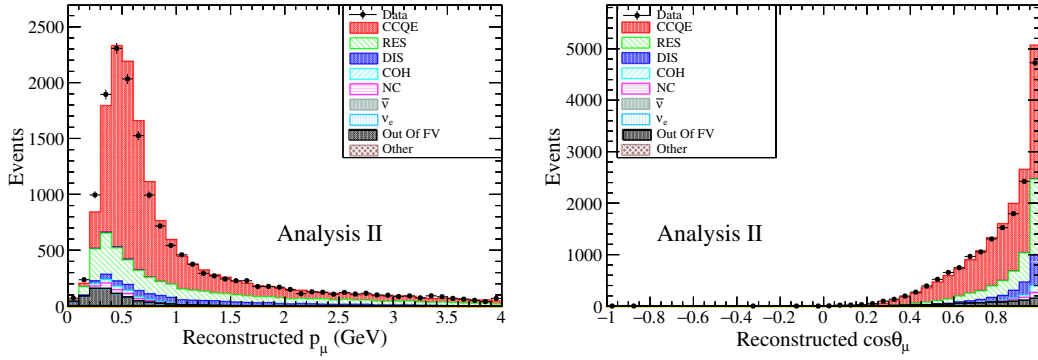 Data
CCQE
RES
DIS
COH
NC
ν̄
νe
Out Of FV
Other
Analysis II
Events
2500
2000
1500
1000
500
0
0 0.5 1 1.5 2 2.5 3 3.5 4
Reconstructed pμ (GeV)
Data
CCQE
RES
DIS
COH
NC
ν̄
νe
Out Of FV
Other
Analysis II
Events
5000
4000
3000
2000
1000
0
−1 −0.8 −0.6 −0.4 −0.2 0 0.2 0.4 0.6 0.8
Reconstructed cosθμ